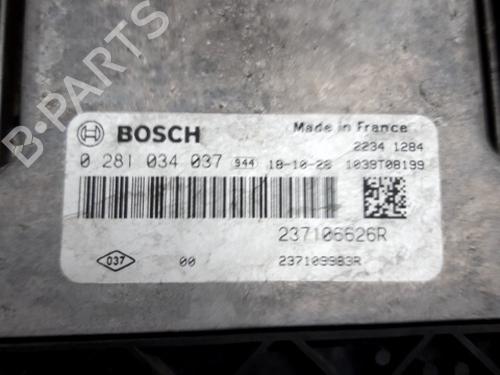 B-PARTS
BOSCH
Made in France
2234 1284
0 281 034 037 944 18-10-28 1039T08199
237106626R
037 00 237109983R